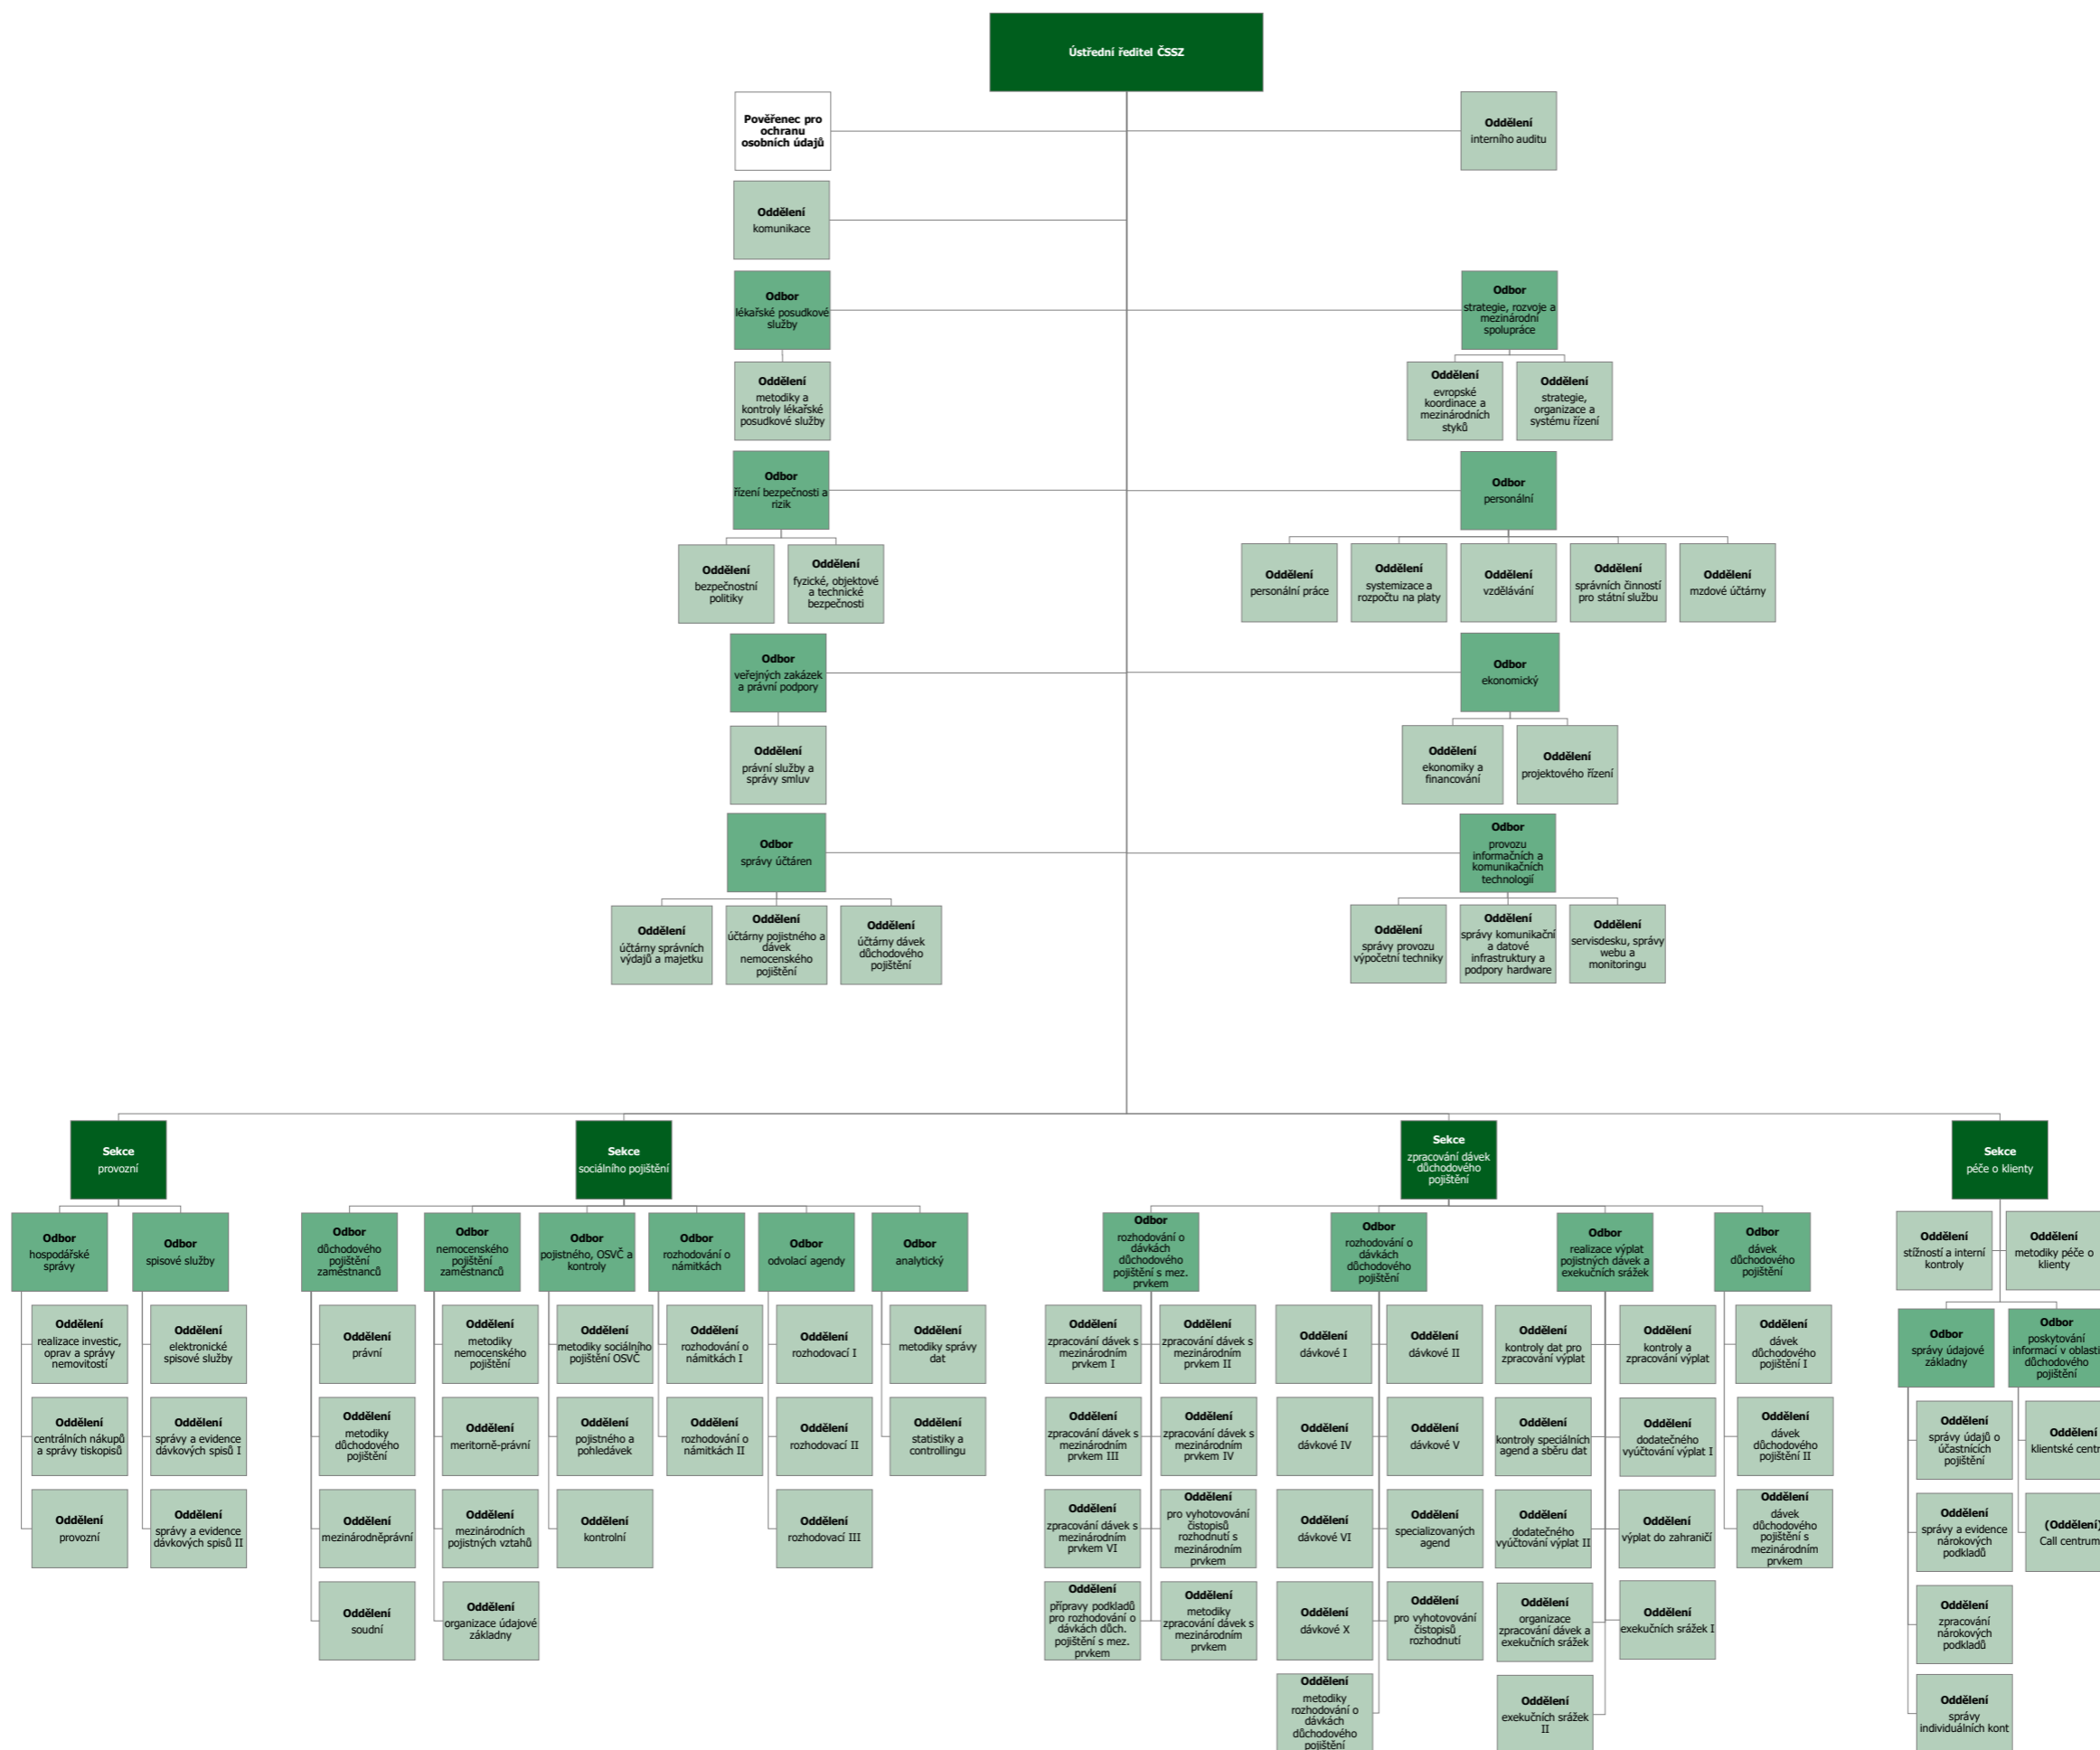 Ústřední ředitel ČSSZ
Pověřenec pro
ochranu
osobních údajů
Oddělení
interního auditu
Oddělení
komunikace
Odbor
lékařské posudkové
služby
Odbor
strategie, rozvoje a
mezinárodní
spolupráce
Oddělení
metodiky a
kontroly lékařské
posudkové služby
Oddělení
evropské
koordinace a
mezinárodních
styků
Oddělení
strategie,
organizace a
systému řízení
Odbor
řízení bezpečnosti a
rizik
Odbor
personální
Oddělení
bezpečnostní
politiky
Oddělení
fyzické, objektové
a technické
bezpečnosti
Oddělení
personální práce
Oddělení
systemizace a
rozpočtu na platy
Oddělení
vzdělávání
Oddělení
správních činností
pro státní službu
Oddělení
mzdové účtárny
Odbor
veřejných zakázek
a právní podpory
Odbor
ekonomický
Oddělení
právní služby a
správy smluv
Oddělení
ekonomiky a
financování
Oddělení
projektového řízení
Odbor
správy účtáren
Odbor
provozu
informačních a
komunikačních
technologií
Oddělení
účtárny správních
výdajů a majetku
Oddělení
účtárny pojistného a
dávek
nemocenského
pojištění
Oddělení
účtárny dávek
důchodového
pojištění
Oddělení
správy provozu
výpočetní techniky
Oddělení
správy komunikační
a datové
infrastruktury a
podpory hardware
Oddělení
servisdesku, správy
webu a
monitoringu
Sekce
provozní
Sekce
sociálního pojištění
Sekce
zpracování dávek
důchodového
pojištění
Sekce
péče o klienty
Odbor
hospodářské
správy
Odbor
spisové služby
Odbor
důchodového
pojištění
zaměstnanců
Odbor
nemocenského
pojištění
zaměstnanců
Odbor
pojistného, OSVČ a
kontroly
Odbor
rozhodování o
námitkách
Odbor
odvolací agendy
Odbor
analytický
Odbor
rozhodování o
dávkách
důchodového
pojištění s mez.
prvkem
Odbor
rozhodování o
dávkách
důchodového
pojištění
Odbor
realizace výplat
pojistných dávek a
exekučních srážek
Odbor
dávek
důchodového
pojištění
Oddělení
stížností a interní
kontroly
Oddělení
metodiky péče o
klienty
Oddělení
realizace investic,
oprav a správy
nemovitostí
Oddělení
elektronické
spisové služby
Oddělení
právní
Oddělení
metodiky
nemocenského
pojištění
Oddělení
metodiky sociálního
pojištění OSVČ
Oddělení
rozhodování o
námitkách I
Oddělení
rozhodovací I
Oddělení
metodiky správy
dat
Oddělení
zpracování dávek s
mezinárodním
prvkem I
Oddělení
zpracování dávek s
mezinárodním
prvkem II
Oddělení
dávkové I
Oddělení
dávkové II
Oddělení
kontroly dat pro
zpracování výplat
Oddělení
kontroly a
zpracování výplat
Oddělení
dávek
důchodového
pojištění I
Odbor
správy údajové
základny
Odbor
poskytování
informací v oblasti
důchodového
pojištění
Oddělení
centrálních nákupů
a správy tiskopisů
Oddělení
správy a evidence
dávkových spisů I
Oddělení
metodiky
důchodového
pojištění
Oddělení
meritorně-právní
Oddělení
pojistného a
pohledávek
Oddělení
rozhodování o
námitkách II
Oddělení
rozhodovací II
Oddělení
statistiky a
controllingu
Oddělení
zpracování dávek s
mezinárodním
prvkem III
Oddělení
zpracování dávek s
mezinárodním
prvkem IV
Oddělení
dávkové IV
Oddělení
dávkové V
Oddělení
kontroly speciálních
agend a sběru dat
Oddělení
dodatečného
vyúčtování výplat I
Oddělení
dávek
důchodového
pojištění II
Oddělení
správy údajů o
účastnících
pojištění
Oddělení
klientské centr
Oddělení
provozní
Oddělení
správy a evidence
dávkových spisů II
Oddělení
mezinárodněprávní
Oddělení
mezinárodních
pojistných vztahů
Oddělení
kontrolní
Oddělení
rozhodovací III
Oddělení
zpracování dávek s
mezinárodním
prvkem VI
Oddělení
pro vyhotovování
čistopisů
rozhodnutí s
mezinárodním
prvkem
Oddělení
dávkové VI
Oddělení
specializovaných
agend
Oddělení
dodatečného
vyúčtování výplat II
Oddělení
výplat do zahraničí
Oddělení
dávek
důchodového
pojištění s
mezinárodním
prvkem
Oddělení
správy a evidence
nárokových
podkladů
(Oddělení)
Call centrum
Oddělení
soudní
Oddělení
organizace údajové
základny
Oddělení
přípravy podkladů
pro rozhodování o
dávkách důch.
pojištění s mez.
prvkem
Oddělení
metodiky
zpracování dávek s
mezinárodním
prvkem
Oddělení
dávkové X
Oddělení
pro vyhotovování
čistopisů
rozhodnutí
Oddělení
organizace
zpracování dávek a
exekučních srážek
Oddělení
exekučních srážek I
Oddělení
zpracování
nárokových
podkladů
Oddělení
metodiky
rozhodování o
dávkách
důchodového
pojištění
Oddělení
exekučních srážek
II
Oddělení
správy
individuálních kont